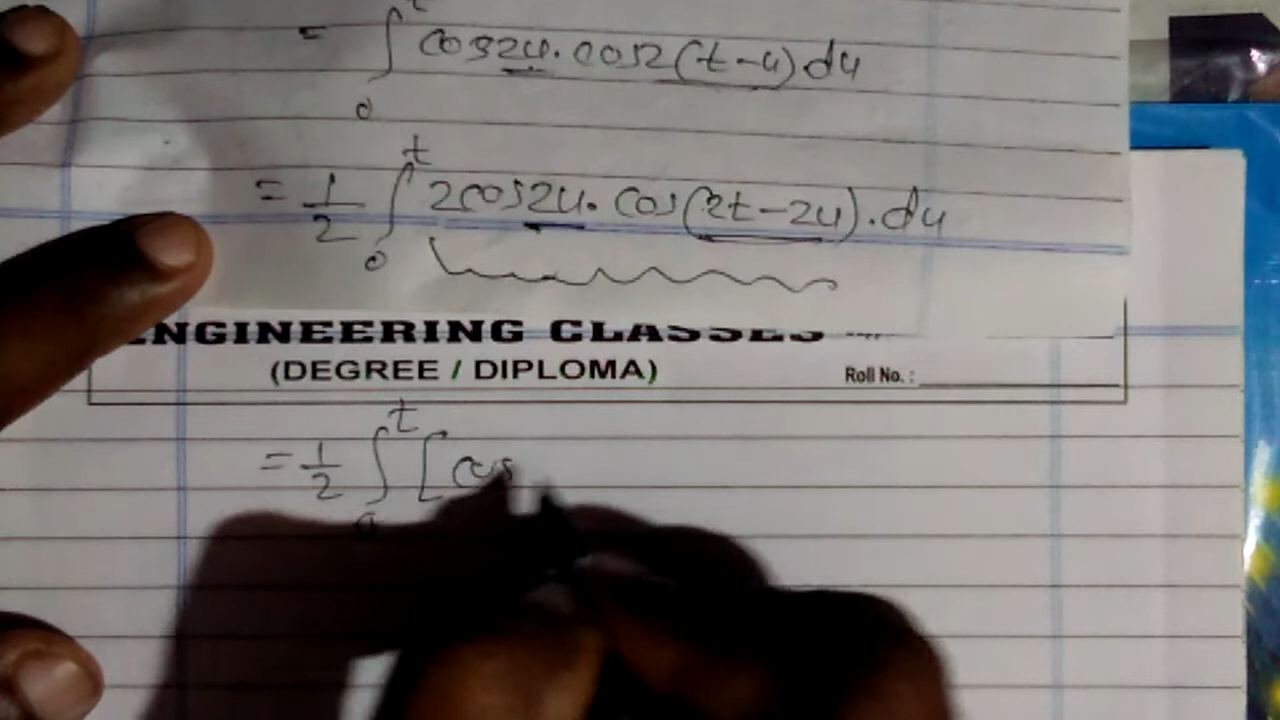 = ∫₀ᵗ cos2u.cos2(t-u)du
= 1/2 ∫₀ᵗ 2cos2u.cos(2t-2u).du
ENGINEERING CLASSES
(DEGREE / DIPLOMA)
Roll No. :
= 1/2 ∫₀ᵗ [cos